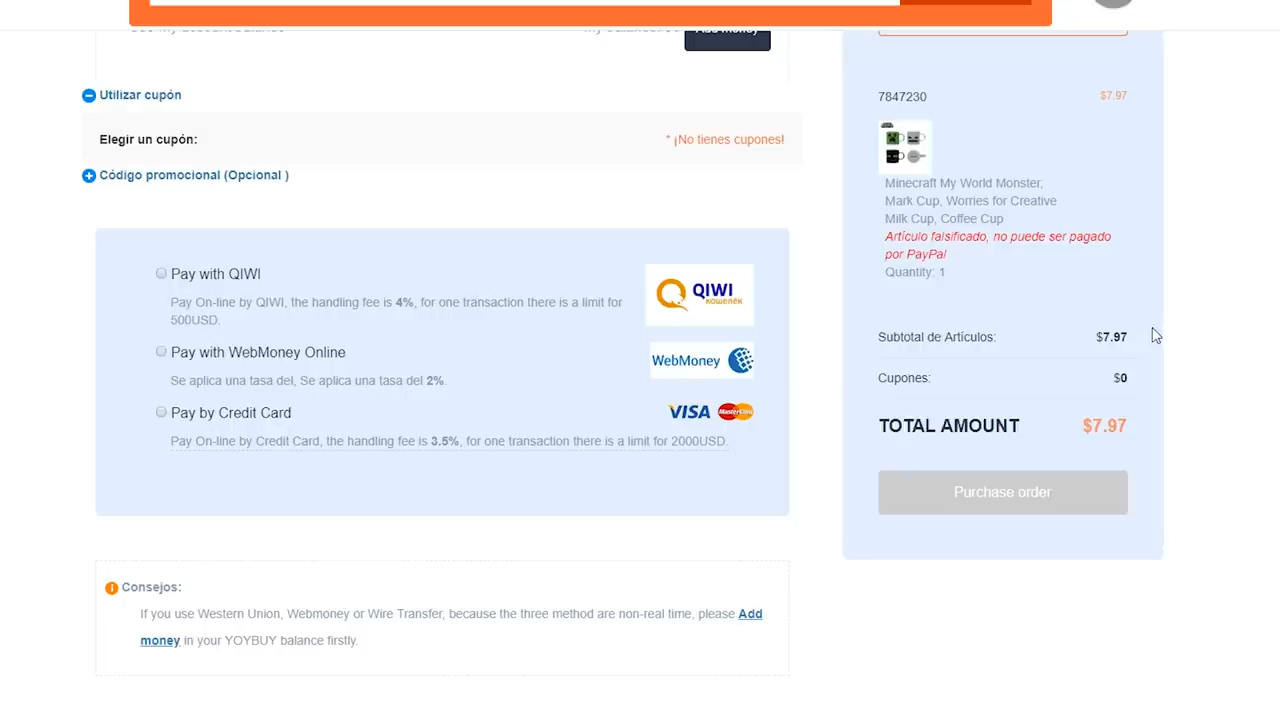 Add money
Utilizar cupón
Elegir un cupón:
* ¡No tienes cupones!
Código promocional (Opcional )
Pay with QIWI
Pay On-line by QIWI, the handling fee is 4%, for one transaction there is a limit for
500USD.
QIWI
КОШЕЛЕК
Pay with WebMoney Online
Se aplica una tasa del, Se aplica una tasa del 2%.
WebMoney
Pay by Credit Card
VISA MasterCard
Pay On-line by Credit Card, the handling fee is 3.5%, for one transaction there is a limit for 2000USD.
Consejos:
If you use Western Union, Webmoney or Wire Transfer, because the three method are non-real time, please Add
money in your YOYBUY balance firstly.
7847230
$7.97
Minecraft My World Monster,
Mark Cup, Worries for Creative
Milk Cup, Coffee Cup
Artículo falsificado, no puede ser pagado
por PayPal
Quantity: 1
Subtotal de Artículos: $7.97
Cupones: $0
TOTAL AMOUNT $7.97
Purchase order